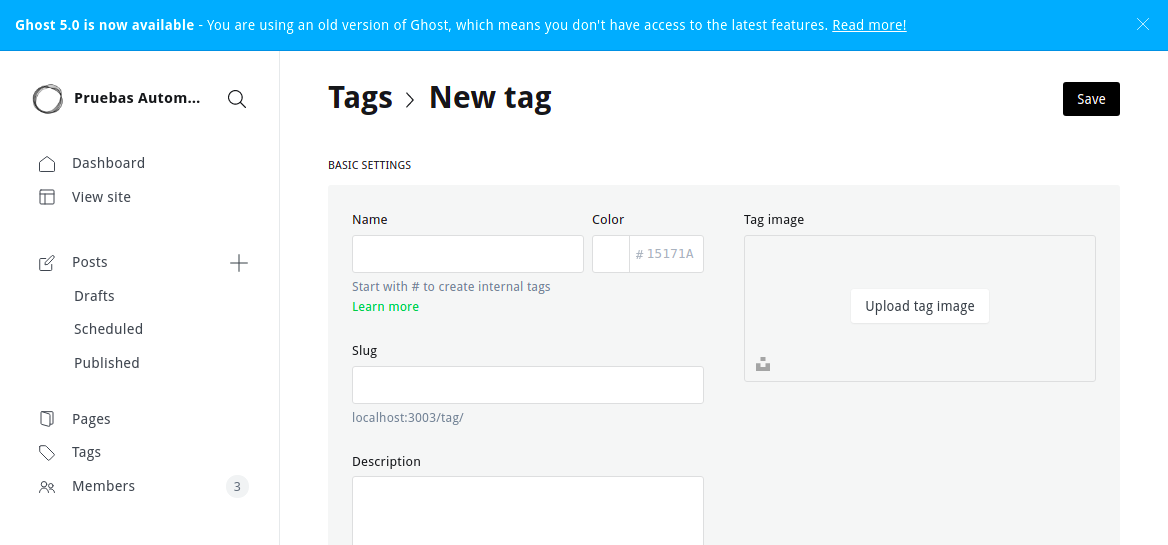 Ghost 5.0 is now available - You are using an old version of Ghost, which means you don't have access to the latest features. Read more!
Pruebas Autom...
Dashboard
View site
Posts
Drafts
Scheduled
Published
Pages
Tags
Members 3
Tags > New tag
Save
BASIC SETTINGS
Name
Color
# 15171A
Start with # to create internal tags
Learn more
Slug
localhost:3003/tag/
Description
Tag image
Upload tag image